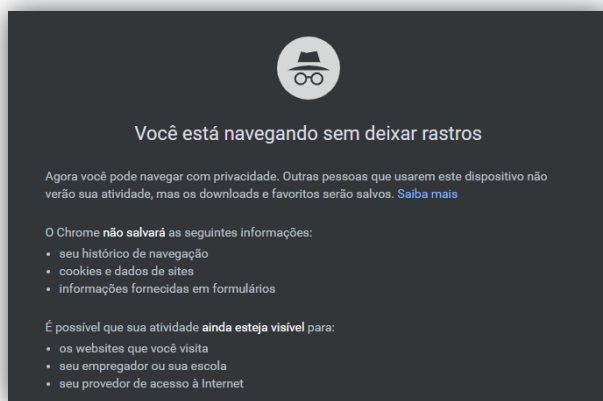 Você está navegando sem deixar rastros
Agora você pode navegar com privacidade. Outras pessoas que usarem este dispositivo não
verão sua atividade, mas os downloads e favoritos serão salvos. Saiba mais
O Chrome não salvará as seguintes informações:
• seu histórico de navegação
• cookies e dados de sites
• informações fornecidas em formulários
É possível que sua atividade ainda esteja visível para:
• os websites que você visita
• seu empregador ou sua escola
• seu provedor de acesso à Internet